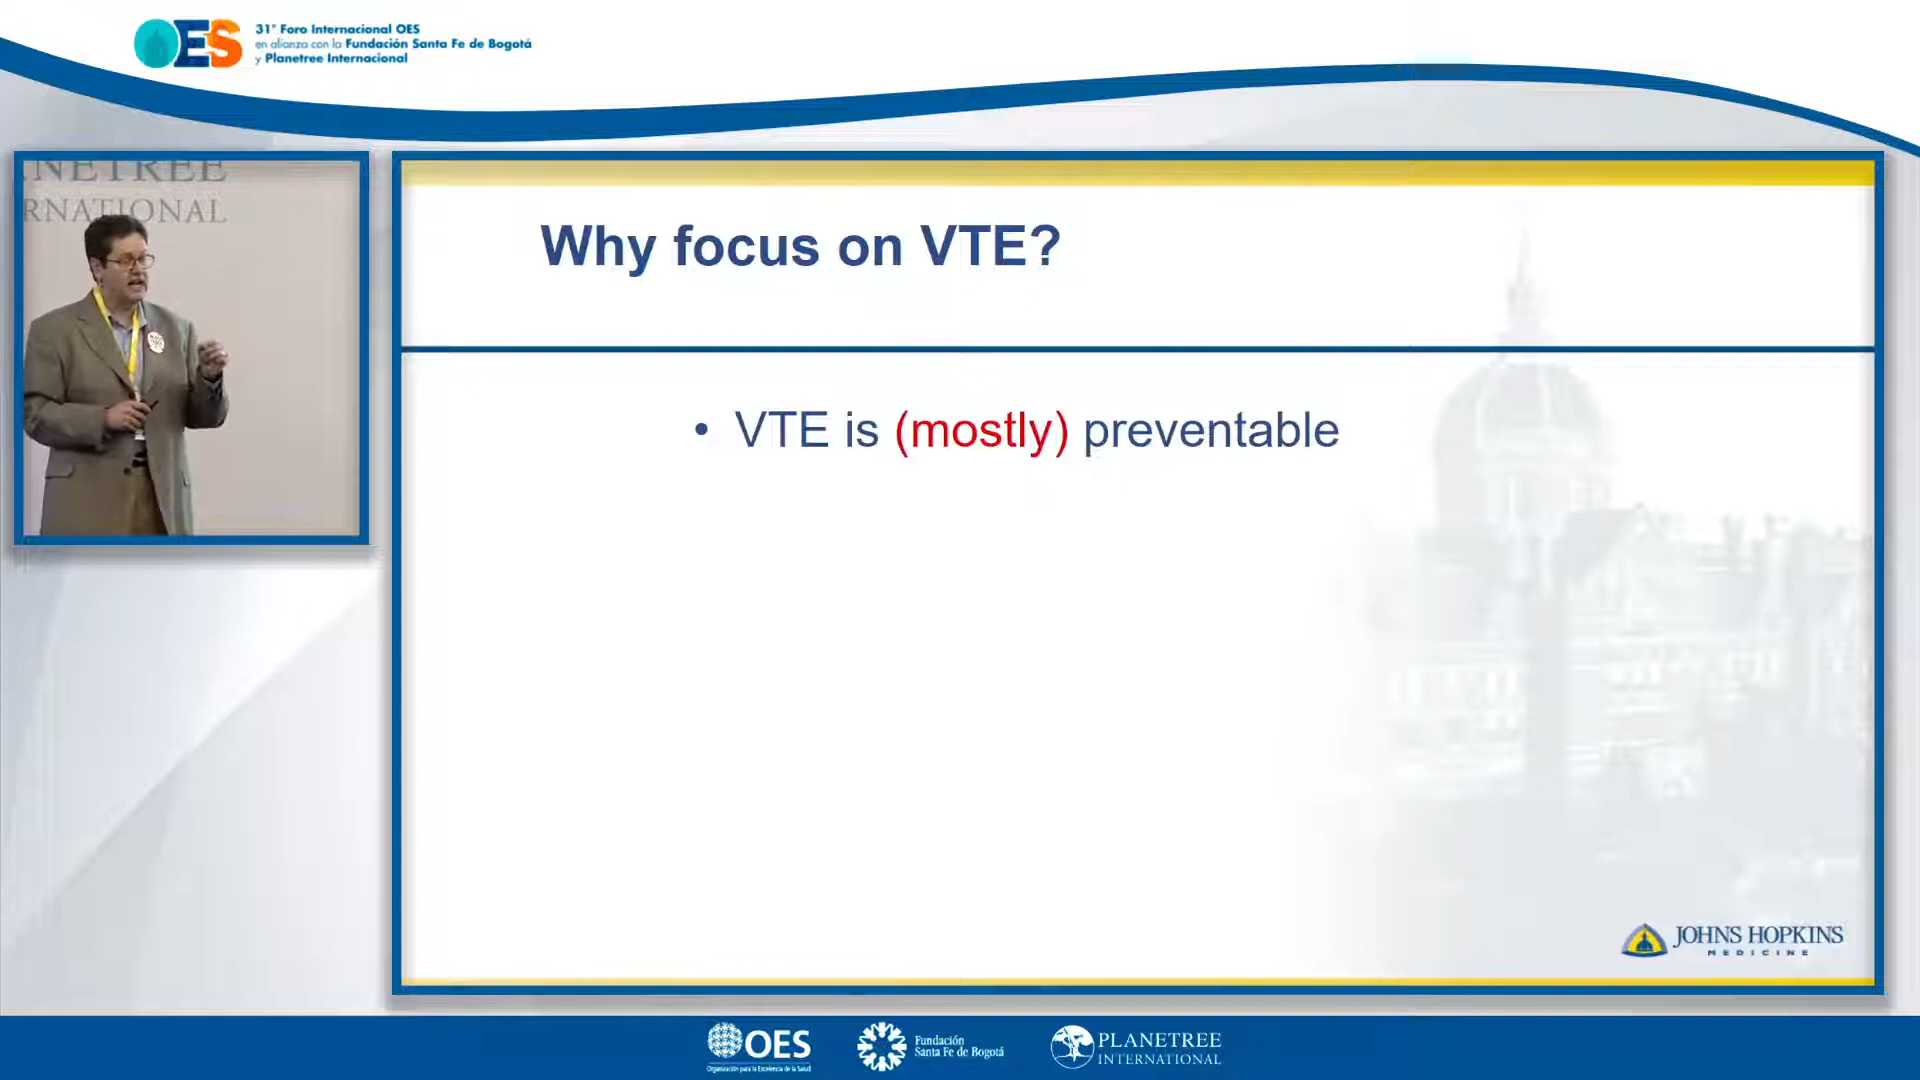 OES
31° Foro Internacional OES
en alianza con la Fundación Santa Fe de Bogotá
y Planetree Internacional
NETREE
RNATIONAL
Why focus on VTE?
• VTE is (mostly) preventable
JOHNS HOPKINS
MEDICINE
OES
Organización para la Excelencia de la Salud
Fundación
Santa Fe de Bogotá
PLANETREE
INTERNATIONAL